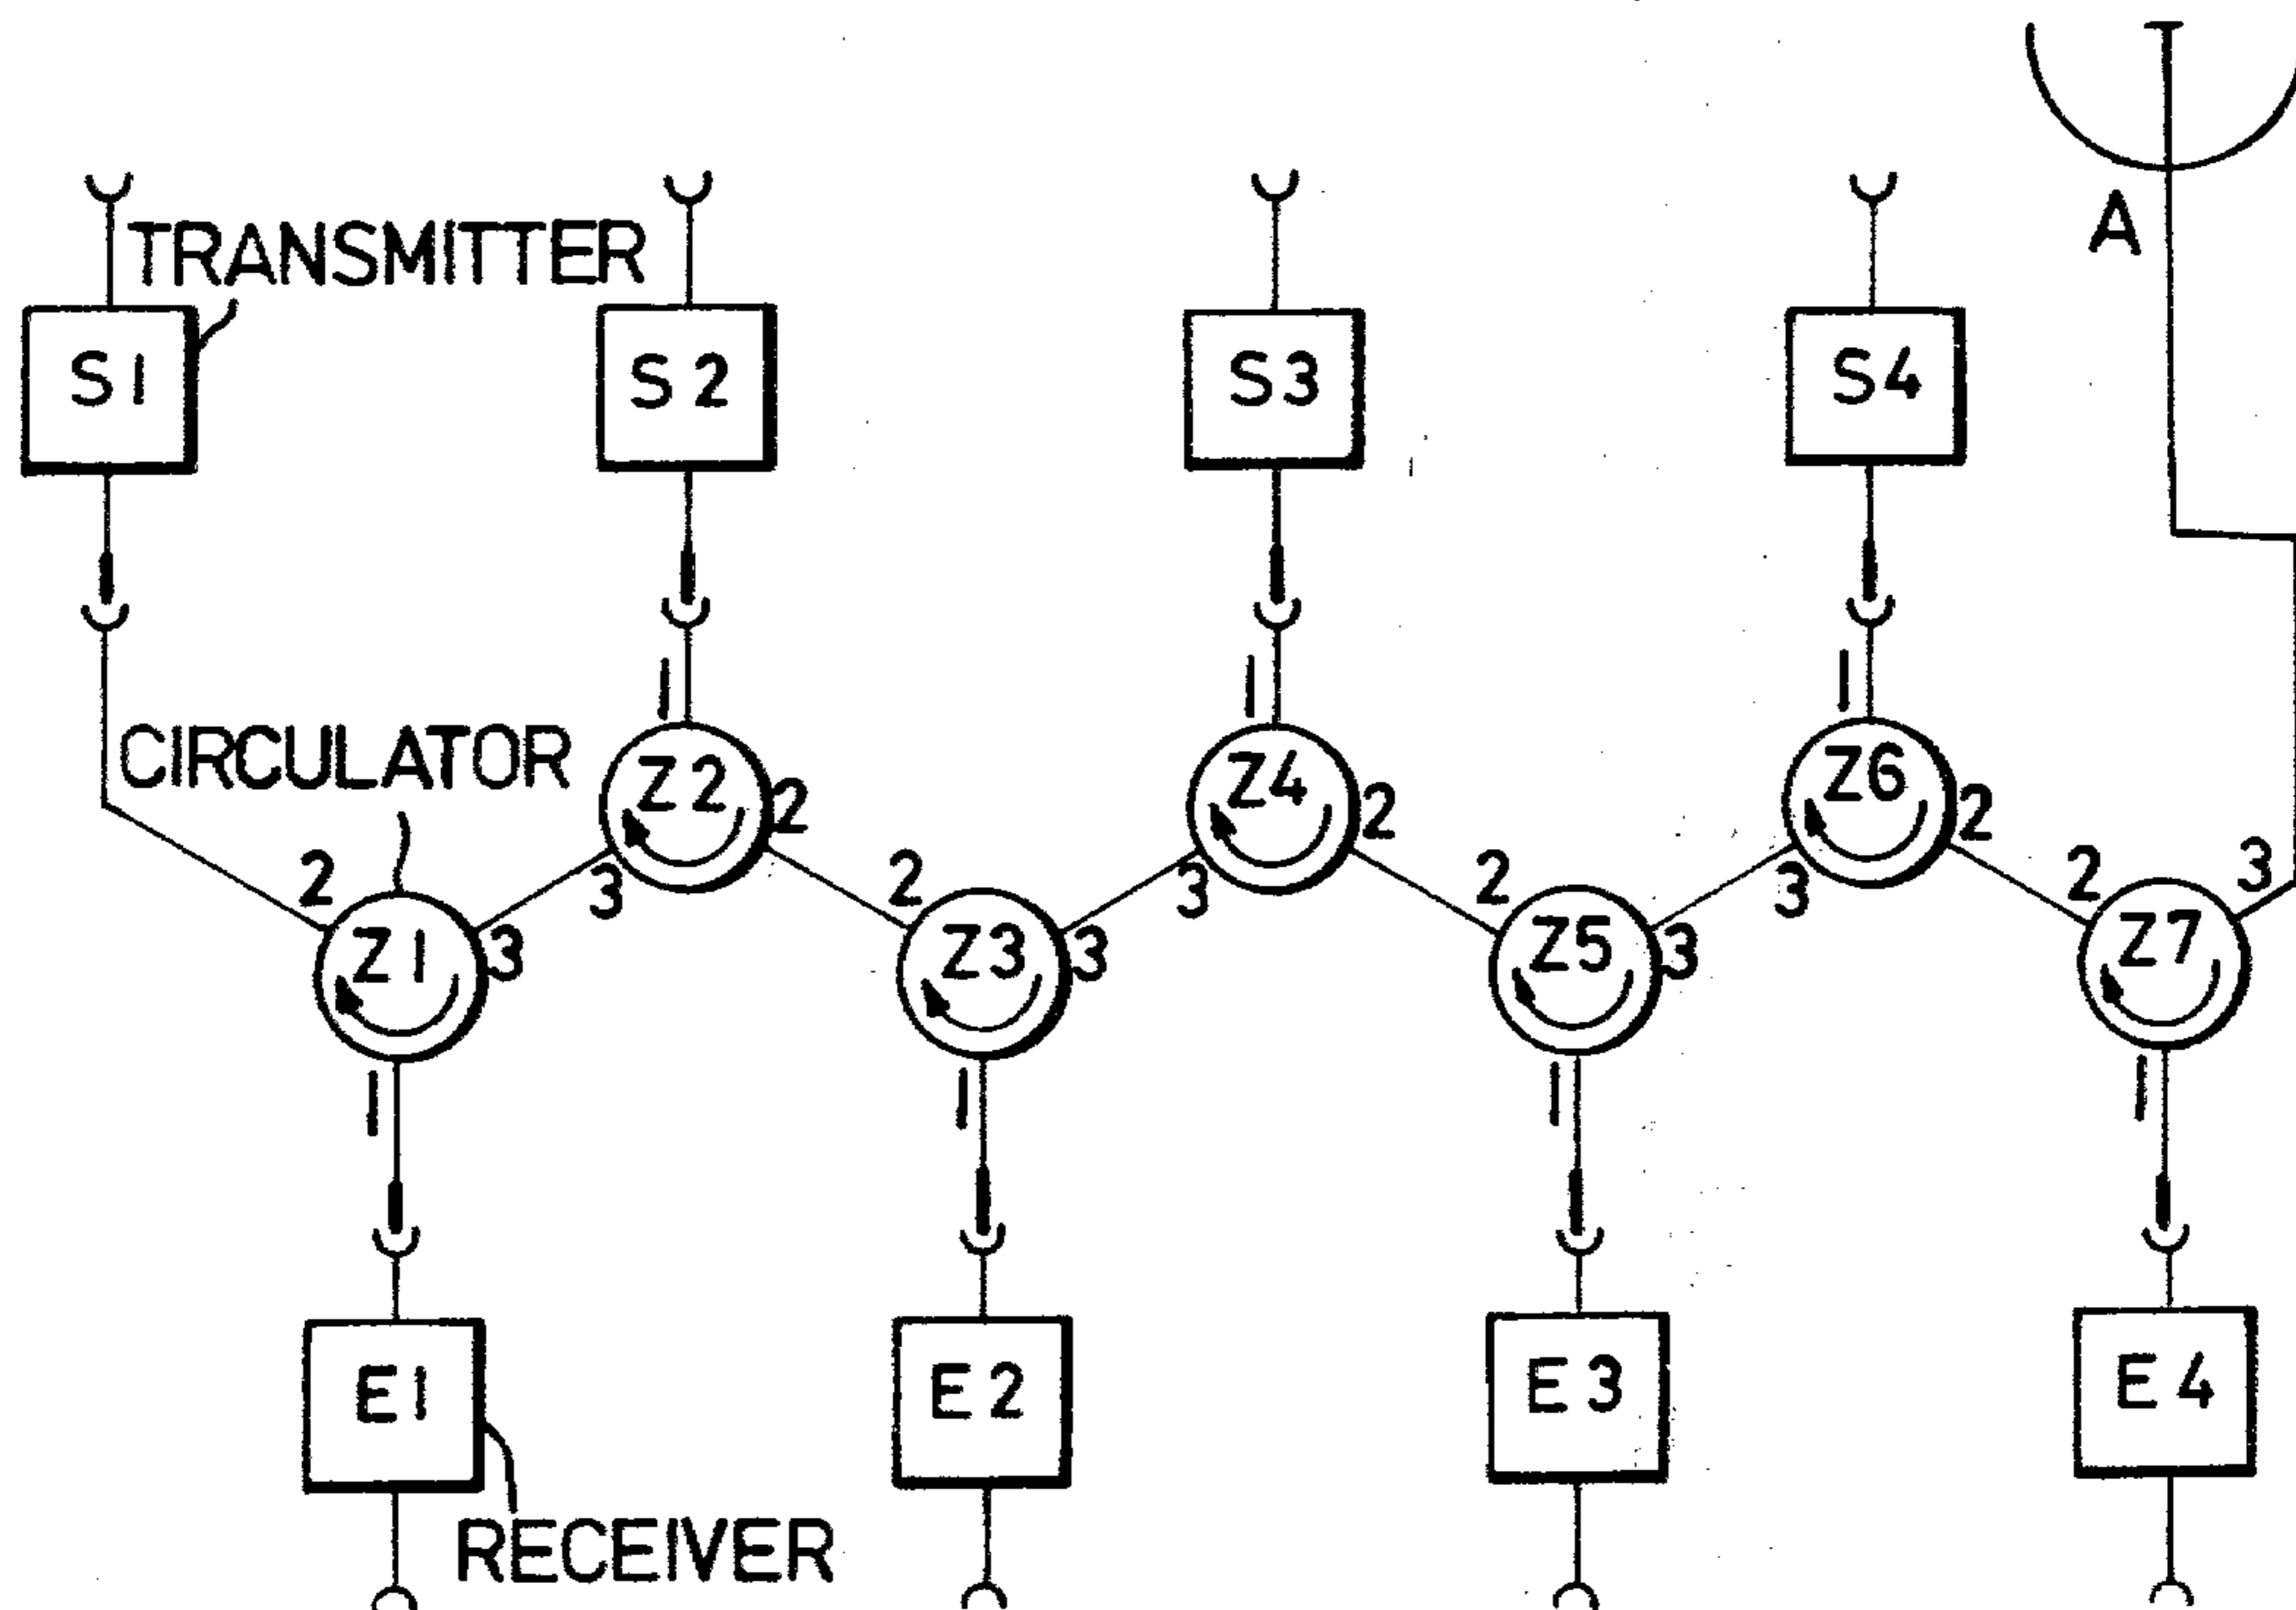 A
TRANSMITTER
S1 S2 S3 S4
1 1 1
CIRCULATOR
Z2 Z4 Z6
2 2 2
2 3 2 3 2 3 2 3
Z1 3 Z3 3 Z5 3 Z7
1 1 1 1
E1 E2 E3 E4
RECEIVER